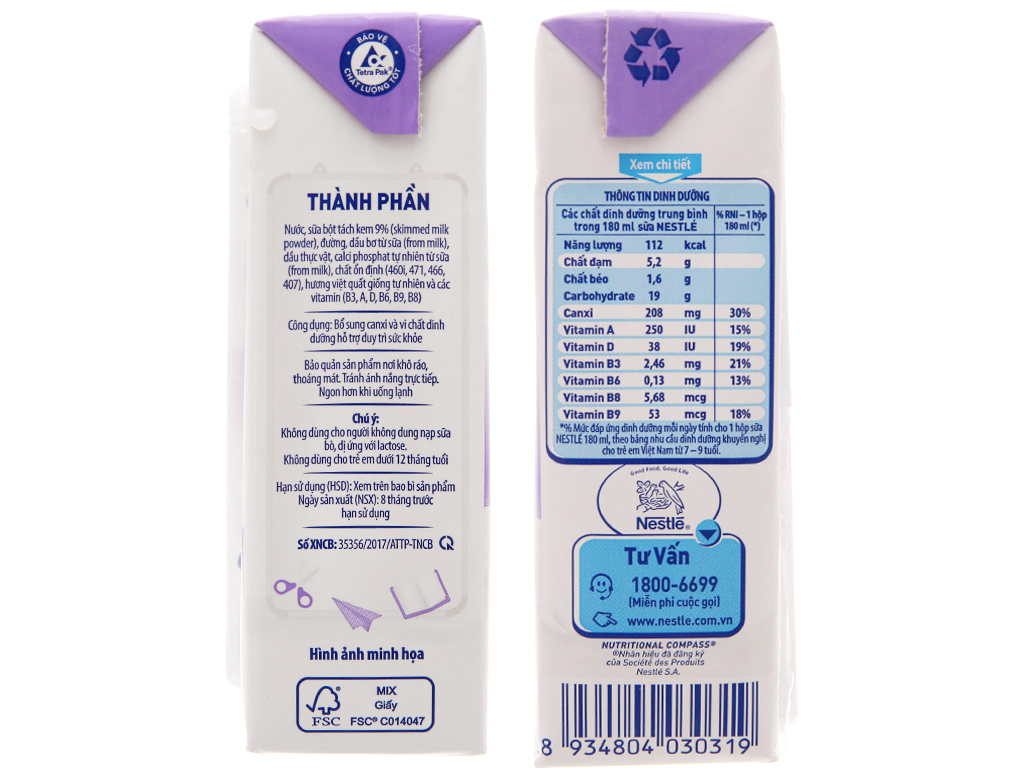 BẢO VỆ
Tetra Pak®
CHẤT LƯỢNG TỐT
THÀNH PHẦN
Nước, sữa bột tách kem 9% (skimmed milk
powder), đường, dầu bơ từ sữa (from milk),
dầu thực vật, calci phosphat tự nhiên từ sữa
(from milk), chất ổn định (460i, 471, 466,
407), hương việt quất giống tự nhiên và các
vitamin (B3, A, D, B6, B9, B8)
Công dụng: Bổ sung canxi và vi chất dinh
dưỡng hỗ trợ duy trì sức khỏe
Bảo quản sản phẩm nơi khô ráo,
thoáng mát. Tránh ánh nắng trực tiếp.
Ngon hơn khi uống lạnh
Chú ý:
Không dùng cho người không dung nạp sữa
bò, dị ứng với lactose.
Không dùng cho trẻ em dưới 12 tháng tuổi
Hạn sử dụng (HSD): Xem trên bao bì sản phẩm
Ngày sản xuất (NSX): 8 tháng trước
hạn sử dụng
Số XNCB: 35356/2017/ATTP-TNCB
Hình ảnh minh họa
FSC
MIX
Giấy
FSC® C014047
Xem chi tiết
THÔNG TIN DINH DƯỠNG
Các chất dinh dưỡng trung bình
trong 180 ml sữa NESTLÉ
% RNI – 1 hộp
180 ml (*)
Năng lượng 112 kcal
Chất đạm 5,2 g
Chất béo 1,6 g
Carbohydrate 19 g
Canxi 208 mg 30%
Vitamin A 250 IU 15%
Vitamin D 38 IU 19%
Vitamin B3 2,46 mg 21%
Vitamin B6 0,13 mg 13%
Vitamin B8 5,68 mcg
Vitamin B9 53 mcg 18%
*% Mức đáp ứng dinh dưỡng mỗi ngày tính cho 1 hộp sữa
NESTLÉ 180 ml, theo bảng nhu cầu dinh dưỡng khuyến nghị
cho trẻ em Việt Nam từ 7 – 9 tuổi.
Good Food, Good Life
Nestlé®
Tư Vấn
1800-6699
(Miễn phí cuộc gọi)
www.nestle.com.vn
NUTRITIONAL COMPASS®
®Nhãn hiệu đã đăng ký
của Société des Produits
Nestlé S.A.
8 934804 030319